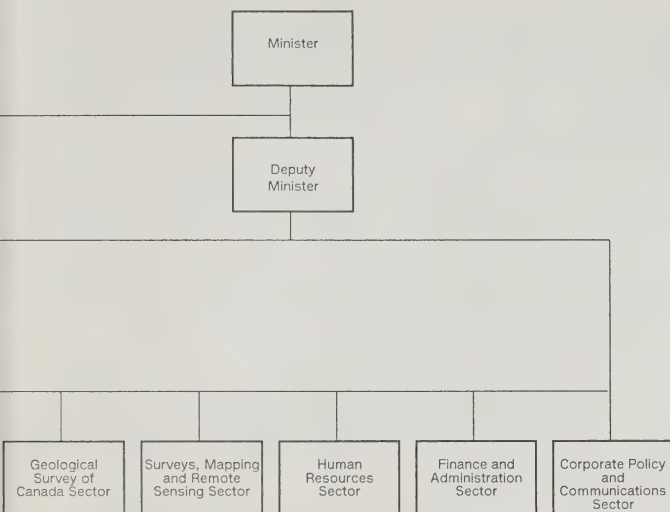 Minister
Deputy
Minister
Geological
Survey of
Canada Sector
Surveys, Mapping
and Remote
Sensing Sector
Human
Resources
Sector
Finance and
Administration
Sector
Corporate Policy
and
Communications
Sector